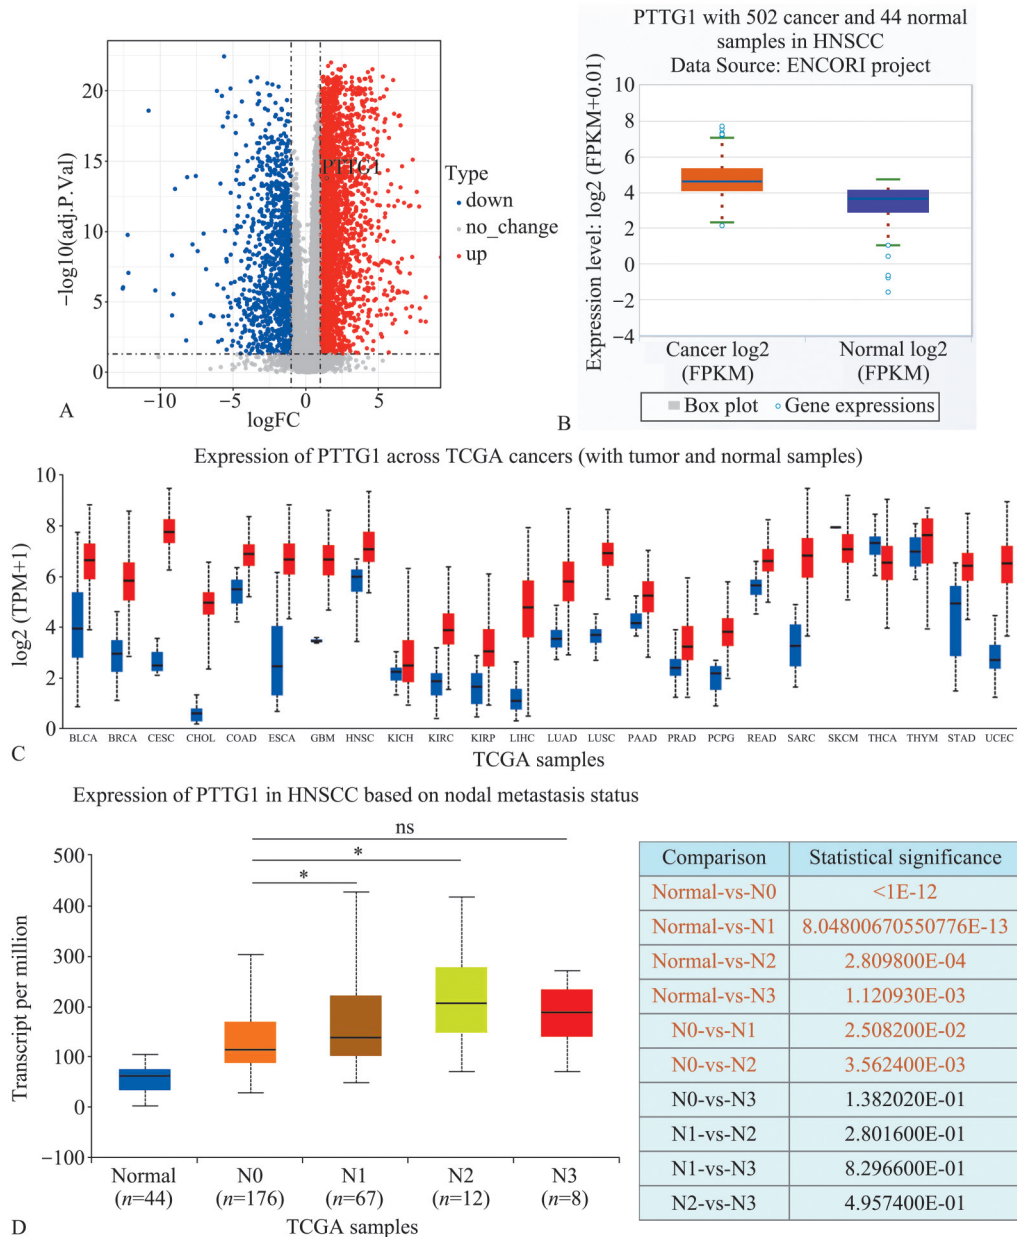 20
15
10
5
0
−10
−5
0
5
−log10(adj.P.Val)
logFC
PTTG1
Type
down
no_change
up
A
PTTG1 with 502 cancer and 44 normal
samples in HNSCC
Data Source: ENCORI project
Expression level: log2 (FPKM+0.01)
10
8
6
4
2
0
−2
−4
Cancer log2
(FPKM)
Normal log2
(FPKM)
Box plot
Gene expressions
B
Expression of PTTG1 across TCGA cancers (with tumor and normal samples)
log2 (TPM+1)
10
8
6
4
2
0
BLCA BRCA CESC CHOL COAD ESCA GBM HNSC KICH KIRC KIRP LIHC LUAD LUSC PAAD PRAD PCPG READ SARC SKCM THCA THYM STAD UCEC
TCGA samples
C
Expression of PTTG1 in HNSCC based on nodal metastasis status
Transcript per million
500
400
300
200
100
0
−100
ns
*
*
Normal N0 N1 N2 N3
(n=44) (n=176) (n=67) (n=12) (n=8)
TCGA samples
D
Comparison Statistical significance
Normal-vs-N0 <1E-12
Normal-vs-N1 8.04800670550776E-13
Normal-vs-N2 2.809800E-04
Normal-vs-N3 1.120930E-03
N0-vs-N1 2.508200E-02
N0-vs-N2 3.562400E-03
N0-vs-N3 1.382020E-01
N1-vs-N2 2.801600E-01
N1-vs-N3 8.296600E-01
N2-vs-N3 4.957400E-01